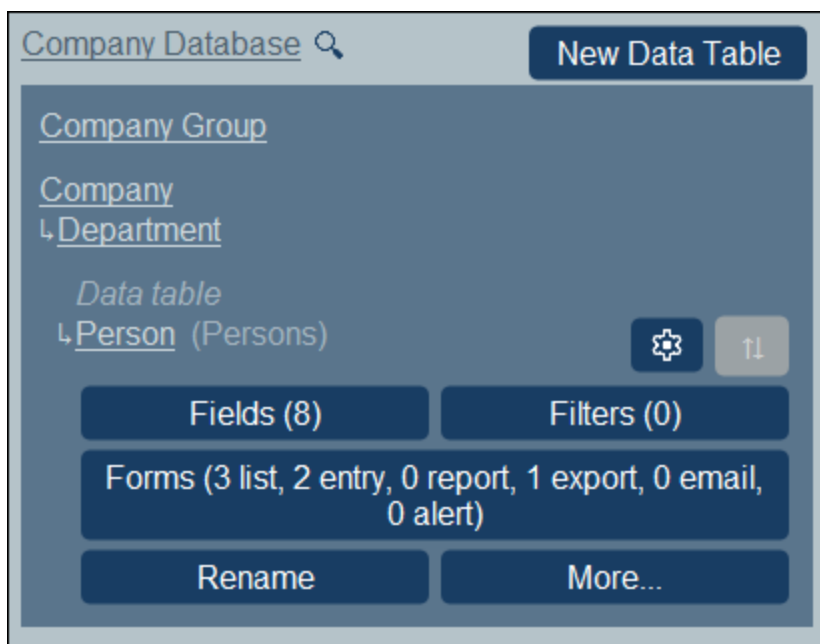 Company Database
New Data Table
Company Group
Company
↳Department
Data table
↳Person (Persons)
Fields (8)
Filters (0)
Forms (3 list, 2 entry, 0 report, 1 export, 0 email,
0 alert)
Rename
More...